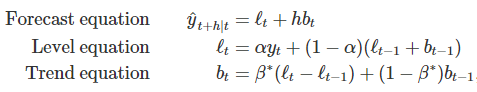 Forecast equation ŷ_{t+h|t} = ℓ_t + hb_t
Level equation ℓ_t = αy_t + (1 − α)(ℓ_{t−1} + b_{t−1})
Trend equation b_t = β*(ℓ_t − ℓ_{t−1}) + (1 − β*)b_{t−1}.